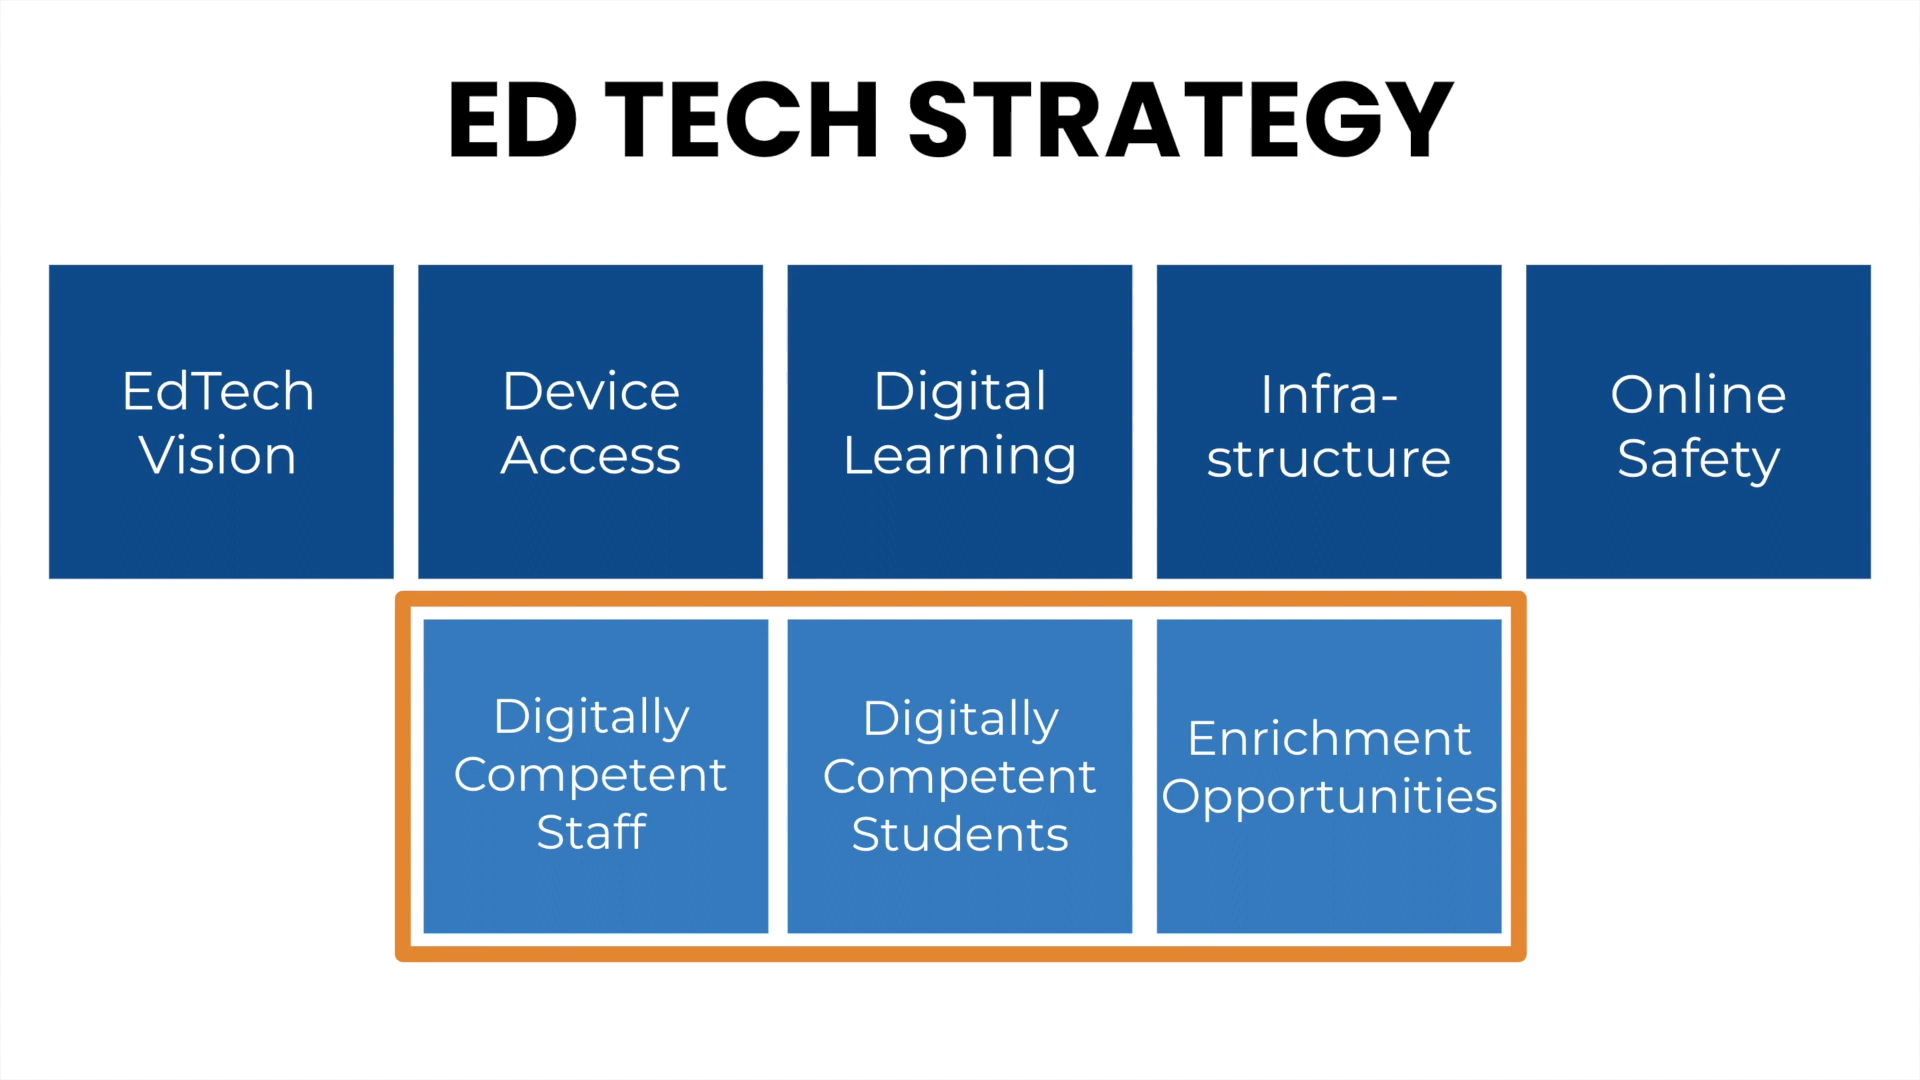 ED TECH STRATEGY
EdTech
Vision
Device
Access
Digital
Learning
Infra-
structure
Online
Safety
Digitally
Competent
Staff
Digitally
Competent
Students
Enrichment
Opportunities